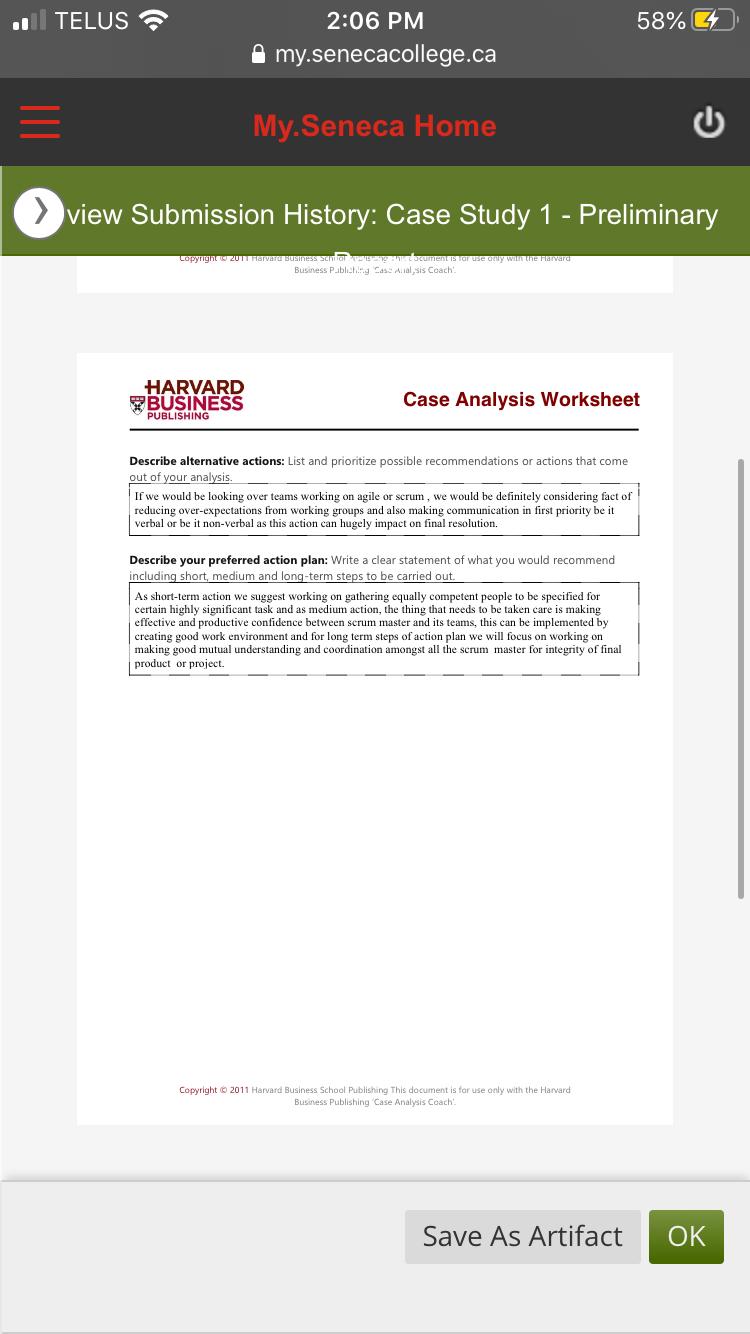 TELUS 2:06 PM 58%
my.senecacollege.ca
My.Seneca Home
view Submission History: Case Study 1 - Preliminary
Copyright © 2011 Harvard Business School Publishing This document is for use only with the Harvard
Business Publishing 'Case Analysis Coach'.
HARVARD
BUSINESS
PUBLISHING
Case Analysis Worksheet
Describe alternative actions: List and prioritize possible recommendations or actions that come
out of your analysis.
If we would be looking over teams working on agile or scrum , we would be definitely considering fact of
reducing over-expectations from working groups and also making communication in first priority be it
verbal or be it non-verbal as this action can hugely impact on final resolution.
Describe your preferred action plan: Write a clear statement of what you would recommend
including short, medium and long-term steps to be carried out.
As short-term action we suggest working on gathering equally competent people to be specified for
certain highly significant task and as medium action, the thing that needs to be taken care is making
effective and productive confidence between scrum master and its teams, this can be implemented by
creating good work environment and for long term steps of action plan we will focus on working on
making good mutual understanding and coordination amongst all the scrum  master for integrity of final
product  or project.
Copyright © 2011 Harvard Business School Publishing This document is for use only with the Harvard
Business Publishing 'Case Analysis Coach'.
Save As Artifact
OK